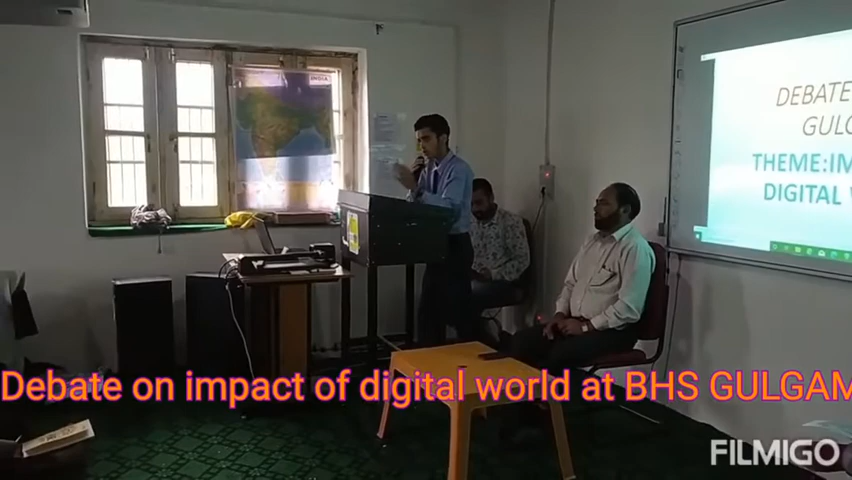 INDIA
DEBATE
GULG
THEME:IM
DIGITAL W
Debate on impact of digital world at BHS GULGAM
FILMIGO